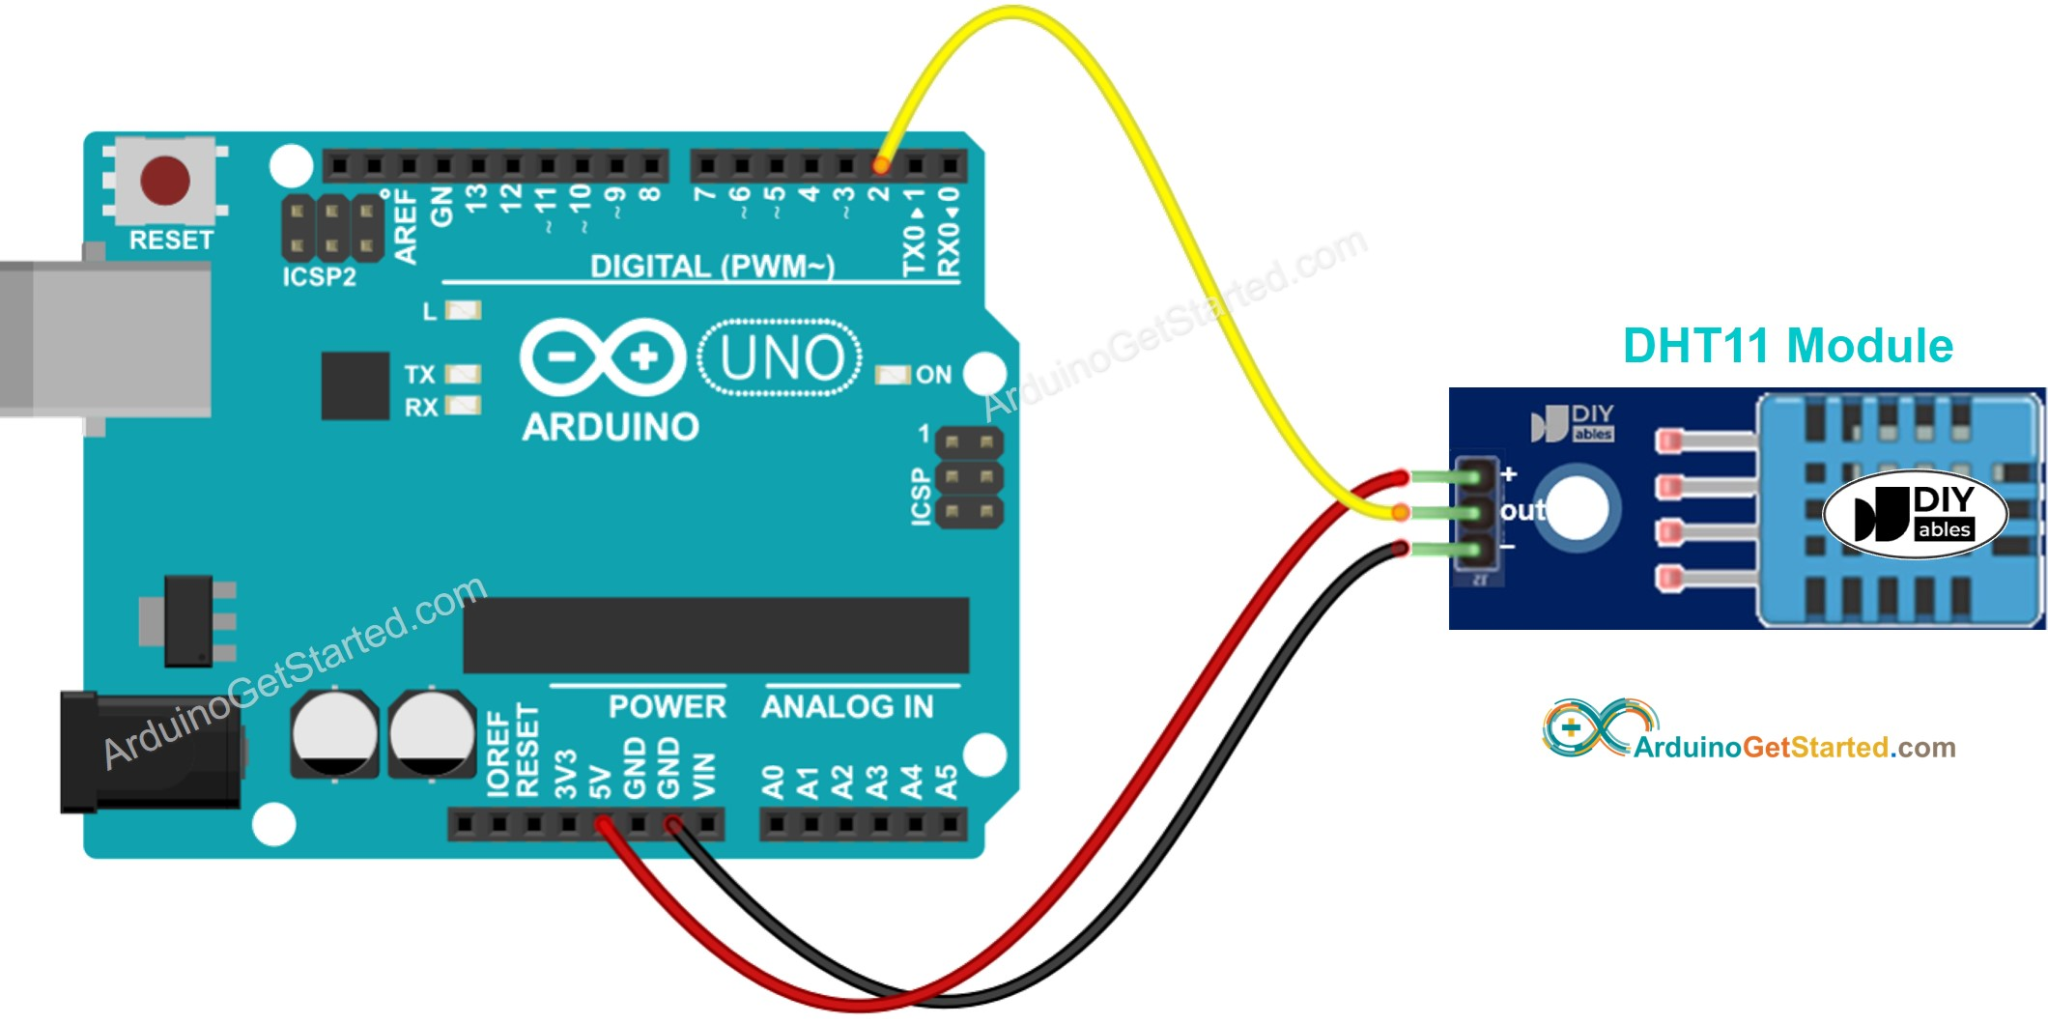 RESET
ICSP2
AREF
GN
13
12
~11
~10
~9
8
7
~6
~5
4
~3
2
TX0▸1
RX0◂0
DIGITAL (PWM~)
L
TX
RX
UNO
ON
ARDUINO
1
ICSP
ArduinoGetStarted.com
DHT11 Module
DIY
ables
+
out
−
DIY
ables
J2
ArduinoGetStarted.com
POWER
ANALOG IN
IOREF
RESET
3V3
5V
GND
GND
VIN
A0
A1
A2
A3
A4
A5
ArduinoGetStarted.com